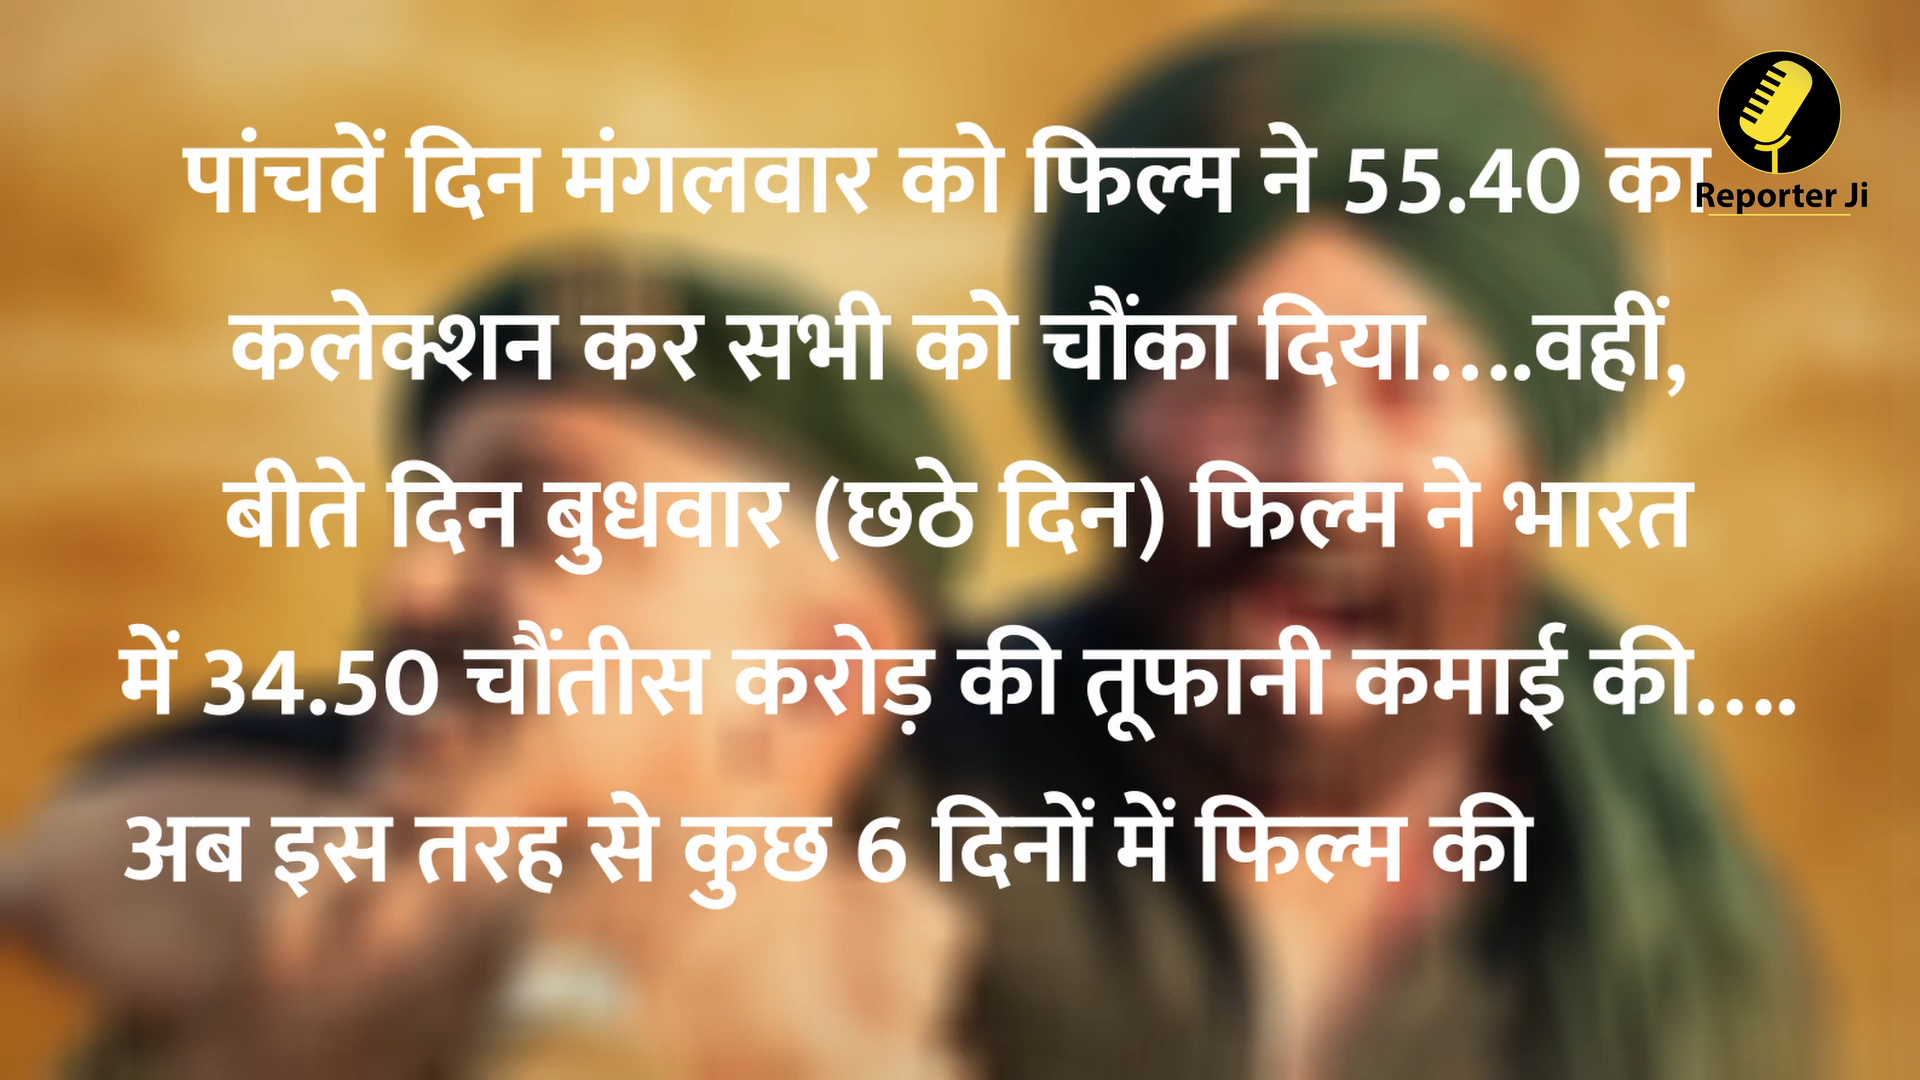 पांचवें दिन मंगलवार को फिल्म ने 55.40 का
Reporter Ji
कलेक्शन कर सभी को चौंका दिया....वहीं,
बीते दिन बुधवार (छठे दिन) फिल्म ने भारत
में 34.50 चौंतीस करोड़ की तूफानी कमाई की....
अब इस तरह से कुछ 6 दिनों में फिल्म की